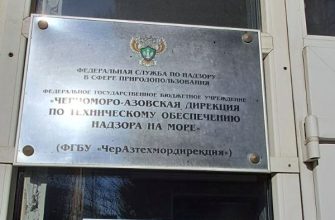 ФЕДЕРАЛЬНАЯ СЛУЖБА ПО НАДЗОРУ
В СФЕРЕ ПРИРОДОПОЛЬЗОВАНИЯ
ФЕДЕРАЛЬНОЕ ГОСУДАРСТВЕННОЕ БЮДЖЕТНОЕ УЧРЕЖДЕНИЕ
«ЧЕРНОМОРО-АЗОВСКАЯ ДИРЕКЦИЯ
ПО ТЕХНИЧЕСКОМУ ОБЕСПЕЧЕНИЮ
НАДЗОРА НА МОРЕ»
(ФГБУ «ЧерАзтехмордирекция»)